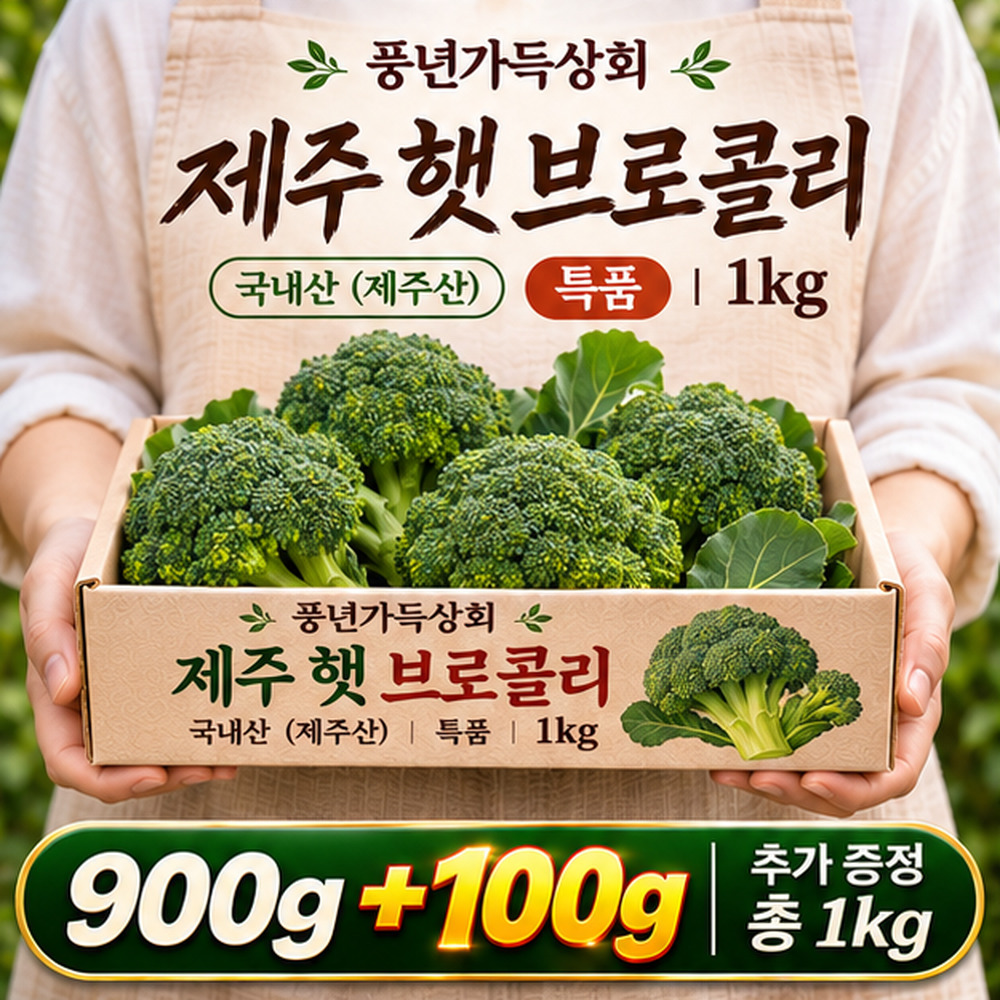 풍년가득상회
제주 햇 브로콜리
국내산 (제주산) 특품 | 1kg
풍년가득상회
제주 햇 브로콜리
국내산 (제주산) | 특품 | 1kg
900g +100g | 추가 증정
총 1kg